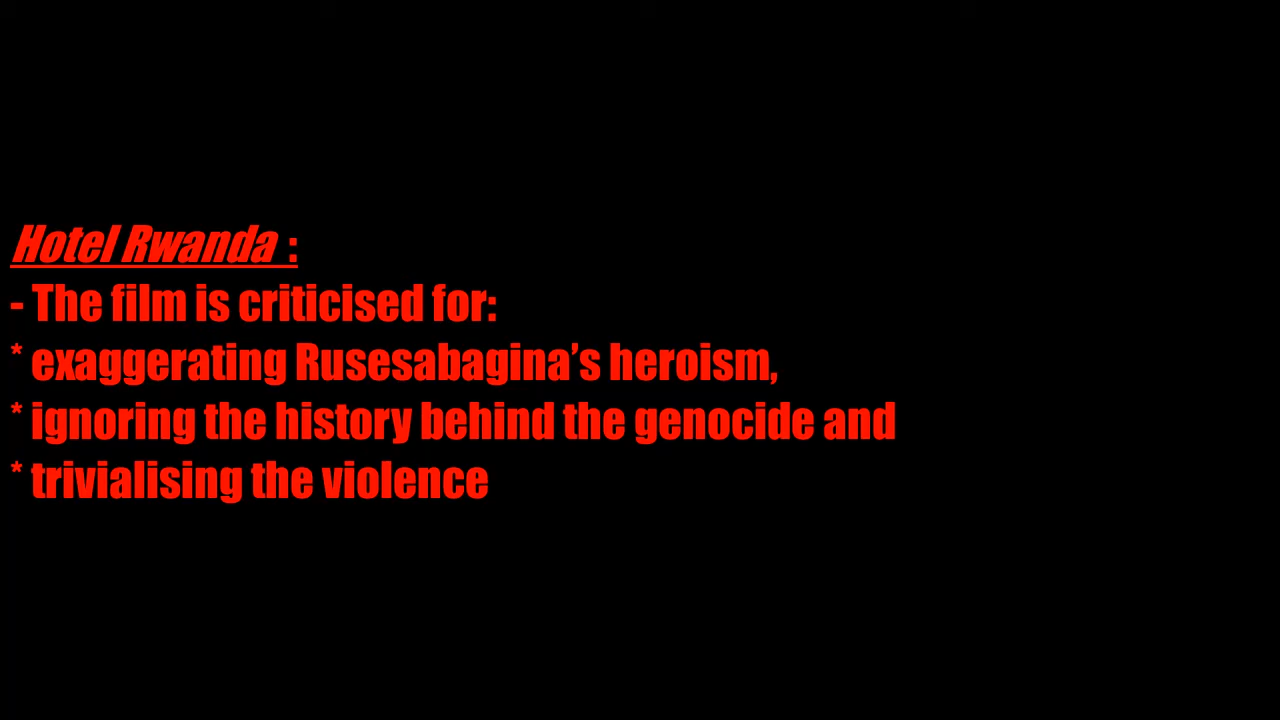 Hotel Rwanda :
- The film is criticised for:
* exaggerating Rusesabagina’s heroism,
* ignoring the history behind the genocide and
* trivialising the violence